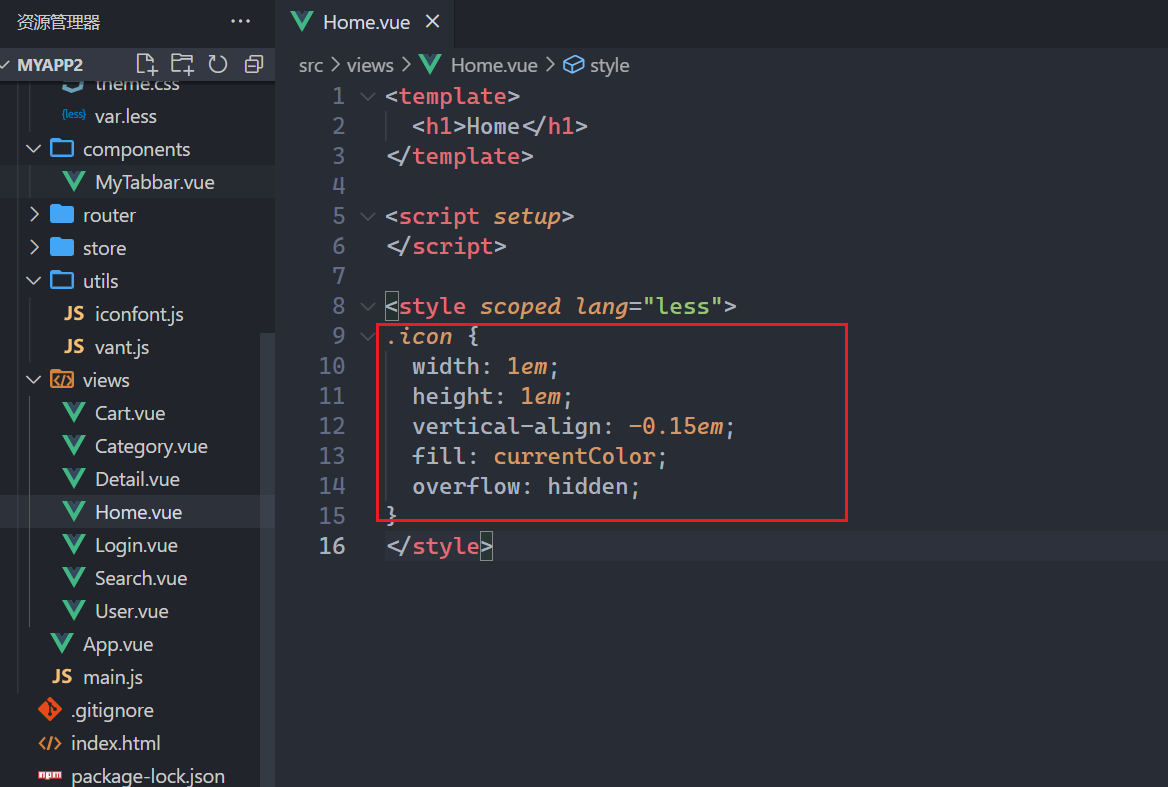 资源管理器
···
MYAPP2
theme.css
{less} var.less
components
MyTabbar.vue
router
store
utils
JS iconfont.js
JS vant.js
views
Cart.vue
Category.vue
Detail.vue
Home.vue
Login.vue
Search.vue
User.vue
App.vue
JS main.js
.gitignore
index.html
npm package-lock.json
Home.vue
src > views > Home.vue > style
1 <template>
2 <h1>Home</h1>
3 </template>
4
5 <script setup>
6 </script>
7
8 <style scoped lang="less">
9 .icon {
10 width: 1em;
11 height: 1em;
12 vertical-align: -0.15em;
13 fill: currentColor;
14 overflow: hidden;
15 }
16 </style>